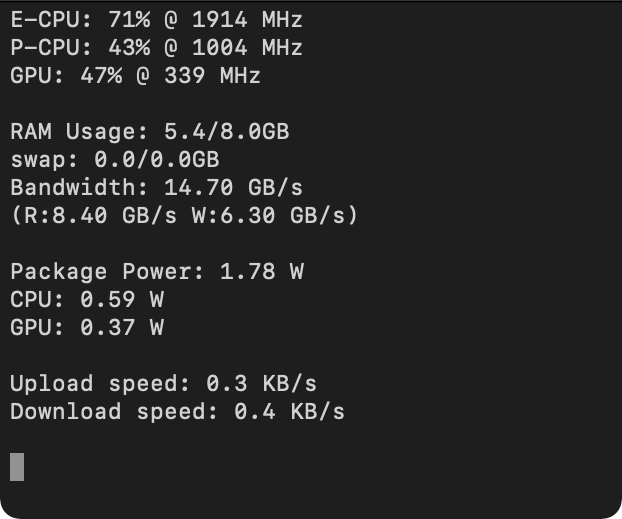 E-CPU: 71% @ 1914 MHz
P-CPU: 43% @ 1004 MHz
GPU: 47% @ 339 MHz
RAM Usage: 5.4/8.0GB
swap: 0.0/0.0GB
Bandwidth: 14.70 GB/s
(R:8.40 GB/s W:6.30 GB/s)
Package Power: 1.78 W
CPU: 0.59 W
GPU: 0.37 W
Upload speed: 0.3 KB/s
Download speed: 0.4 KB/s